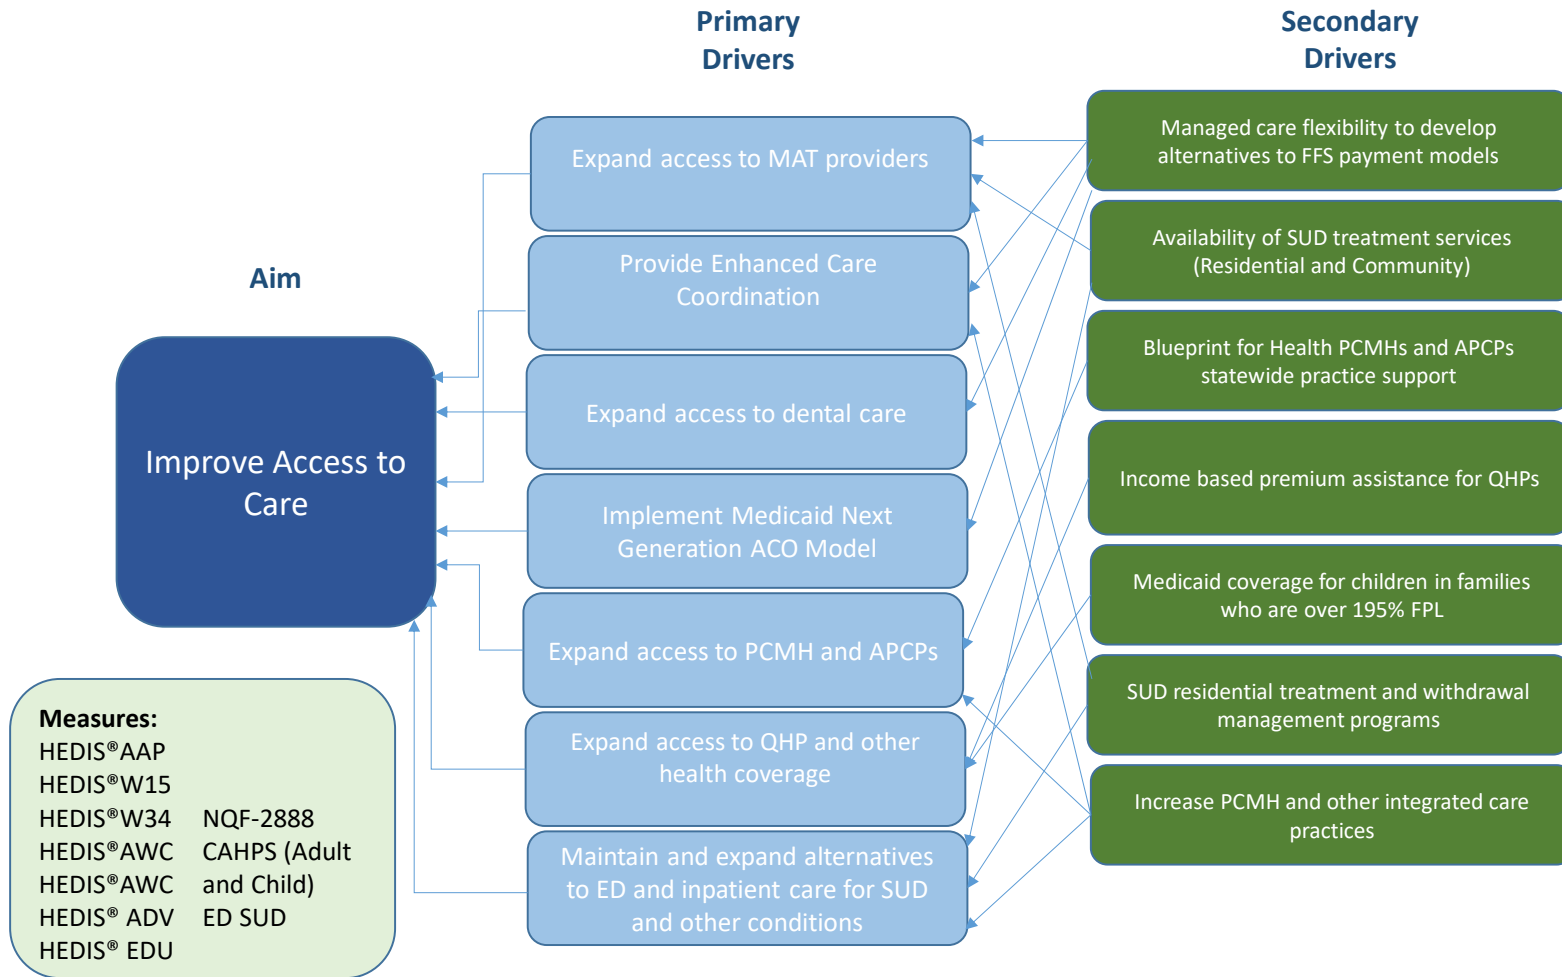 Primary
Drivers
Secondary
Drivers
Aim
Improve Access to
Care
Expand access to MAT providers
Provide Enhanced Care
Coordination
Expand access to dental care
Implement Medicaid Next
Generation ACO Model
Expand access to PCMH and APCPs
Expand access to QHP and other
health coverage
Maintain and expand alternatives
to ED and inpatient care for SUD
and other conditions
Managed care flexibility to develop
alternatives to FFS payment models
Availability of SUD treatment services
(Residential and Community)
Blueprint for Health PCMHs and APCPs
statewide practice support
Income based premium assistance for QHPs
Medicaid coverage for children in families
who are over 195% FPL
SUD residential treatment and withdrawal
management programs
Increase PCMH and other integrated care
practices
Measures:
HEDIS®AAP
HEDIS®W15
HEDIS®W34 NQF-2888
HEDIS®AWC CAHPS (Adult
HEDIS®AWC and Child)
HEDIS® ADV ED SUD
HEDIS® EDU